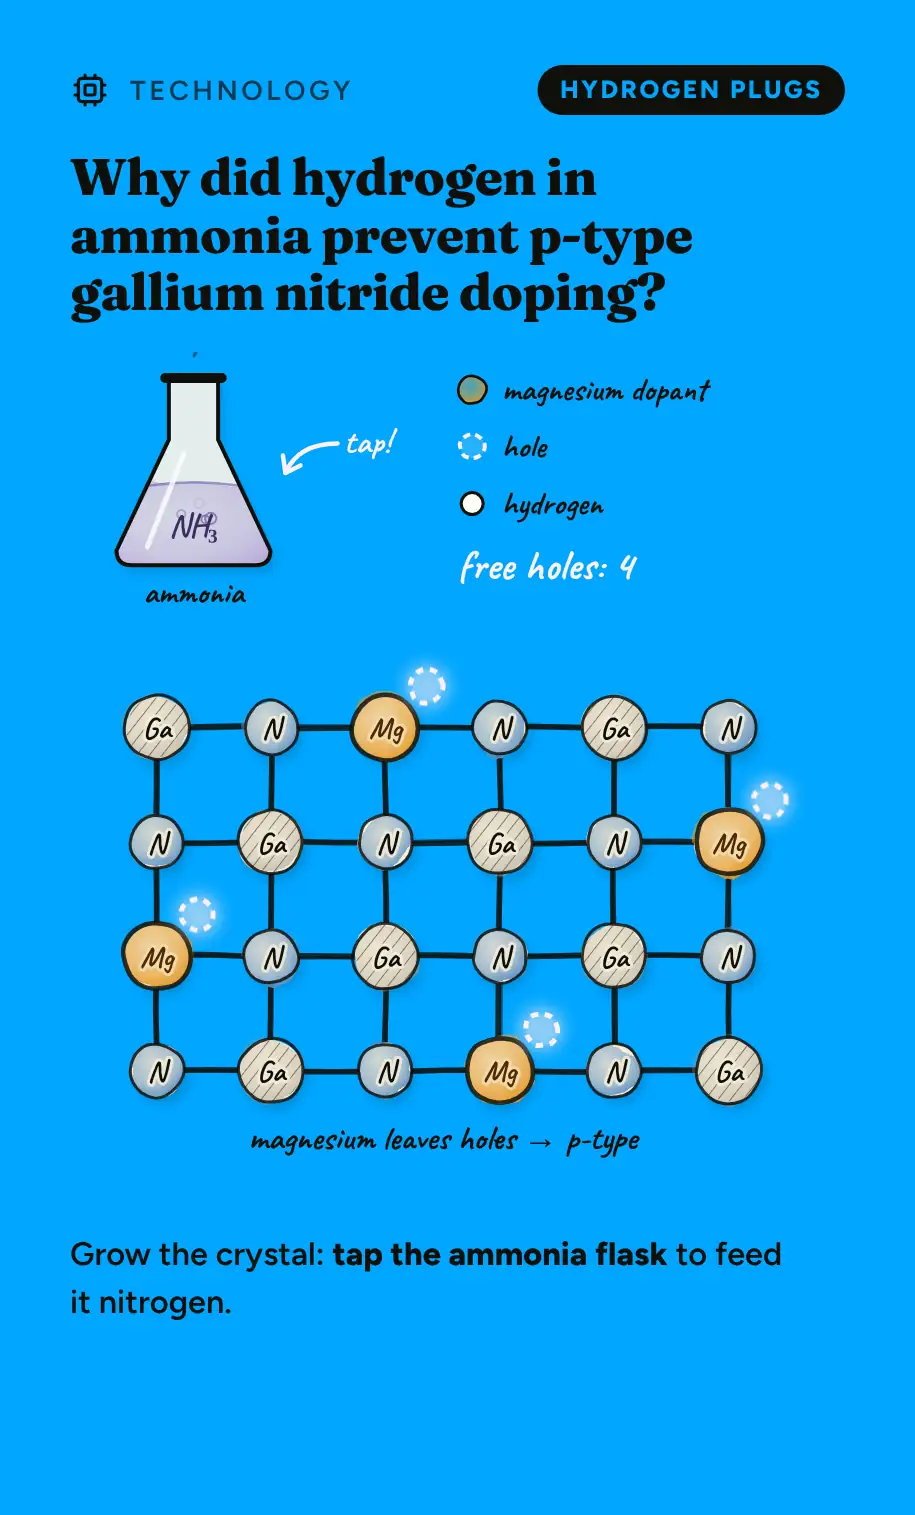 TECHNOLOGY
HYDROGEN PLUGS
Why did hydrogen in
ammonia prevent p-type
gallium nitride doping?
magnesium dopant
tap!
hole
hydrogen
NH₃
free holes: 4
ammonia
Ga N Mg N Ga N
N Ga N Ga N Mg
Mg N Ga N Ga N
N Ga N Mg N Ga
magnesium leaves holes → p-type
Grow the crystal: tap the ammonia flask to feed
it nitrogen.